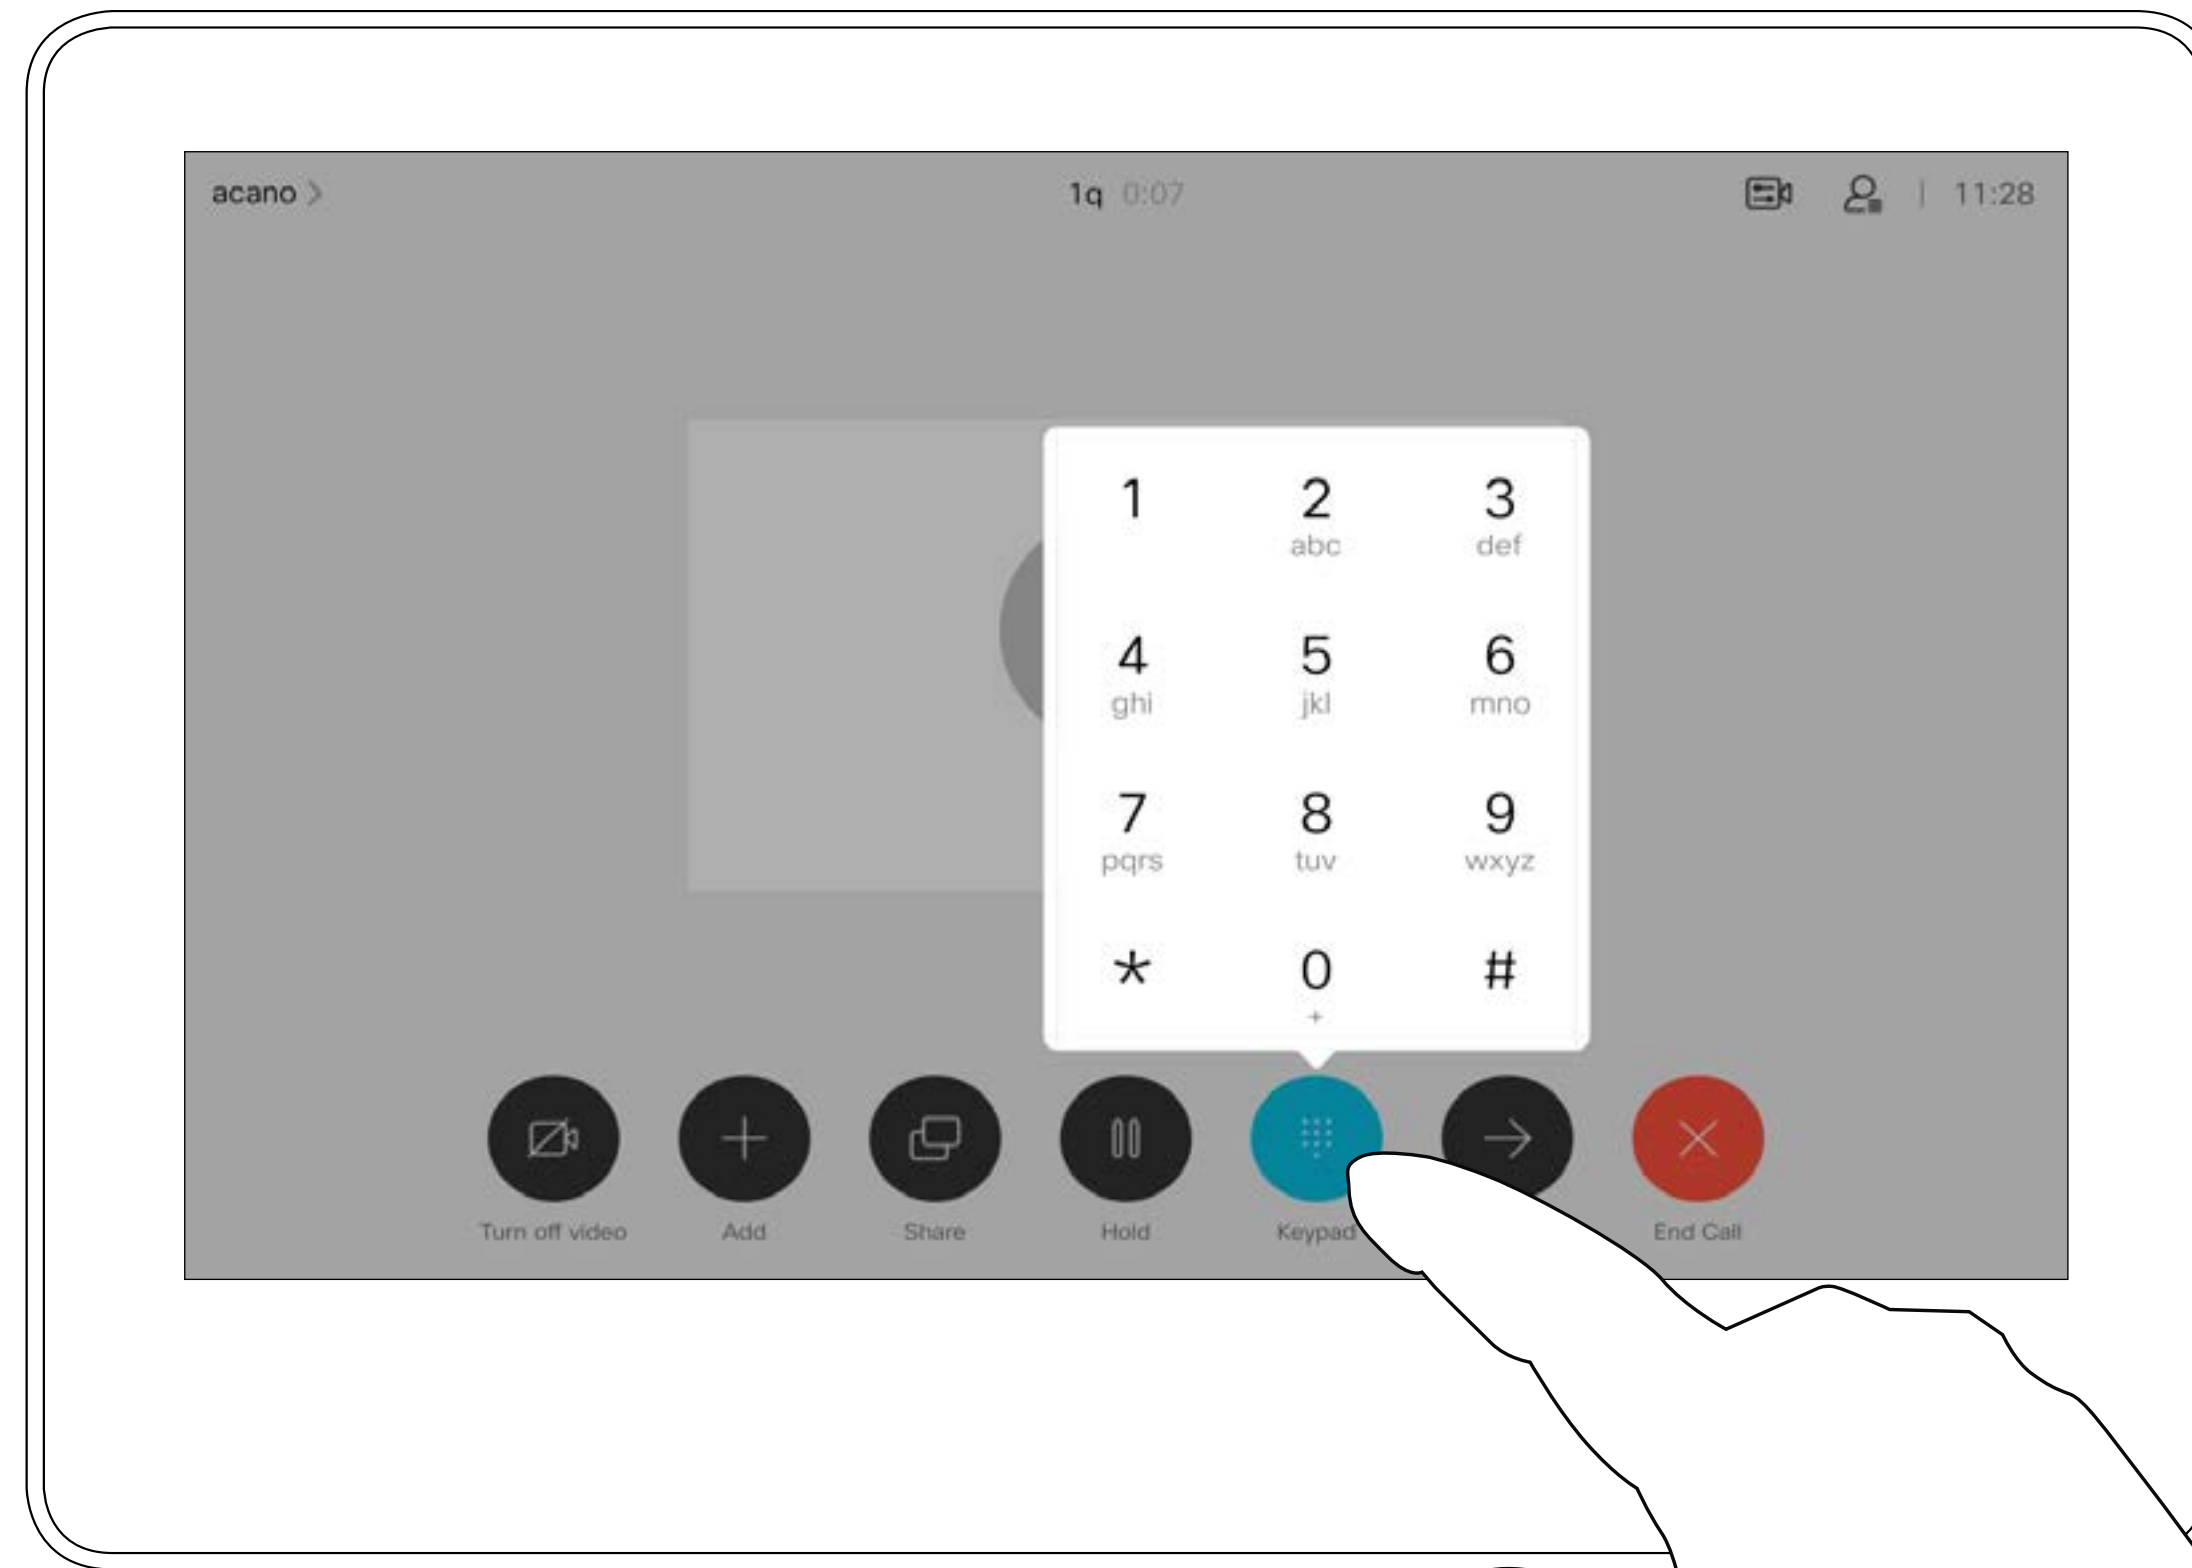 acano
1q 0:07
11:28
1 2 3
abc def
4 5 6
ghi jkl mno
7 8 9
pqrs tuv wxyz
* 0 #
+
Turn off video Add Share Hold Keypad End Call